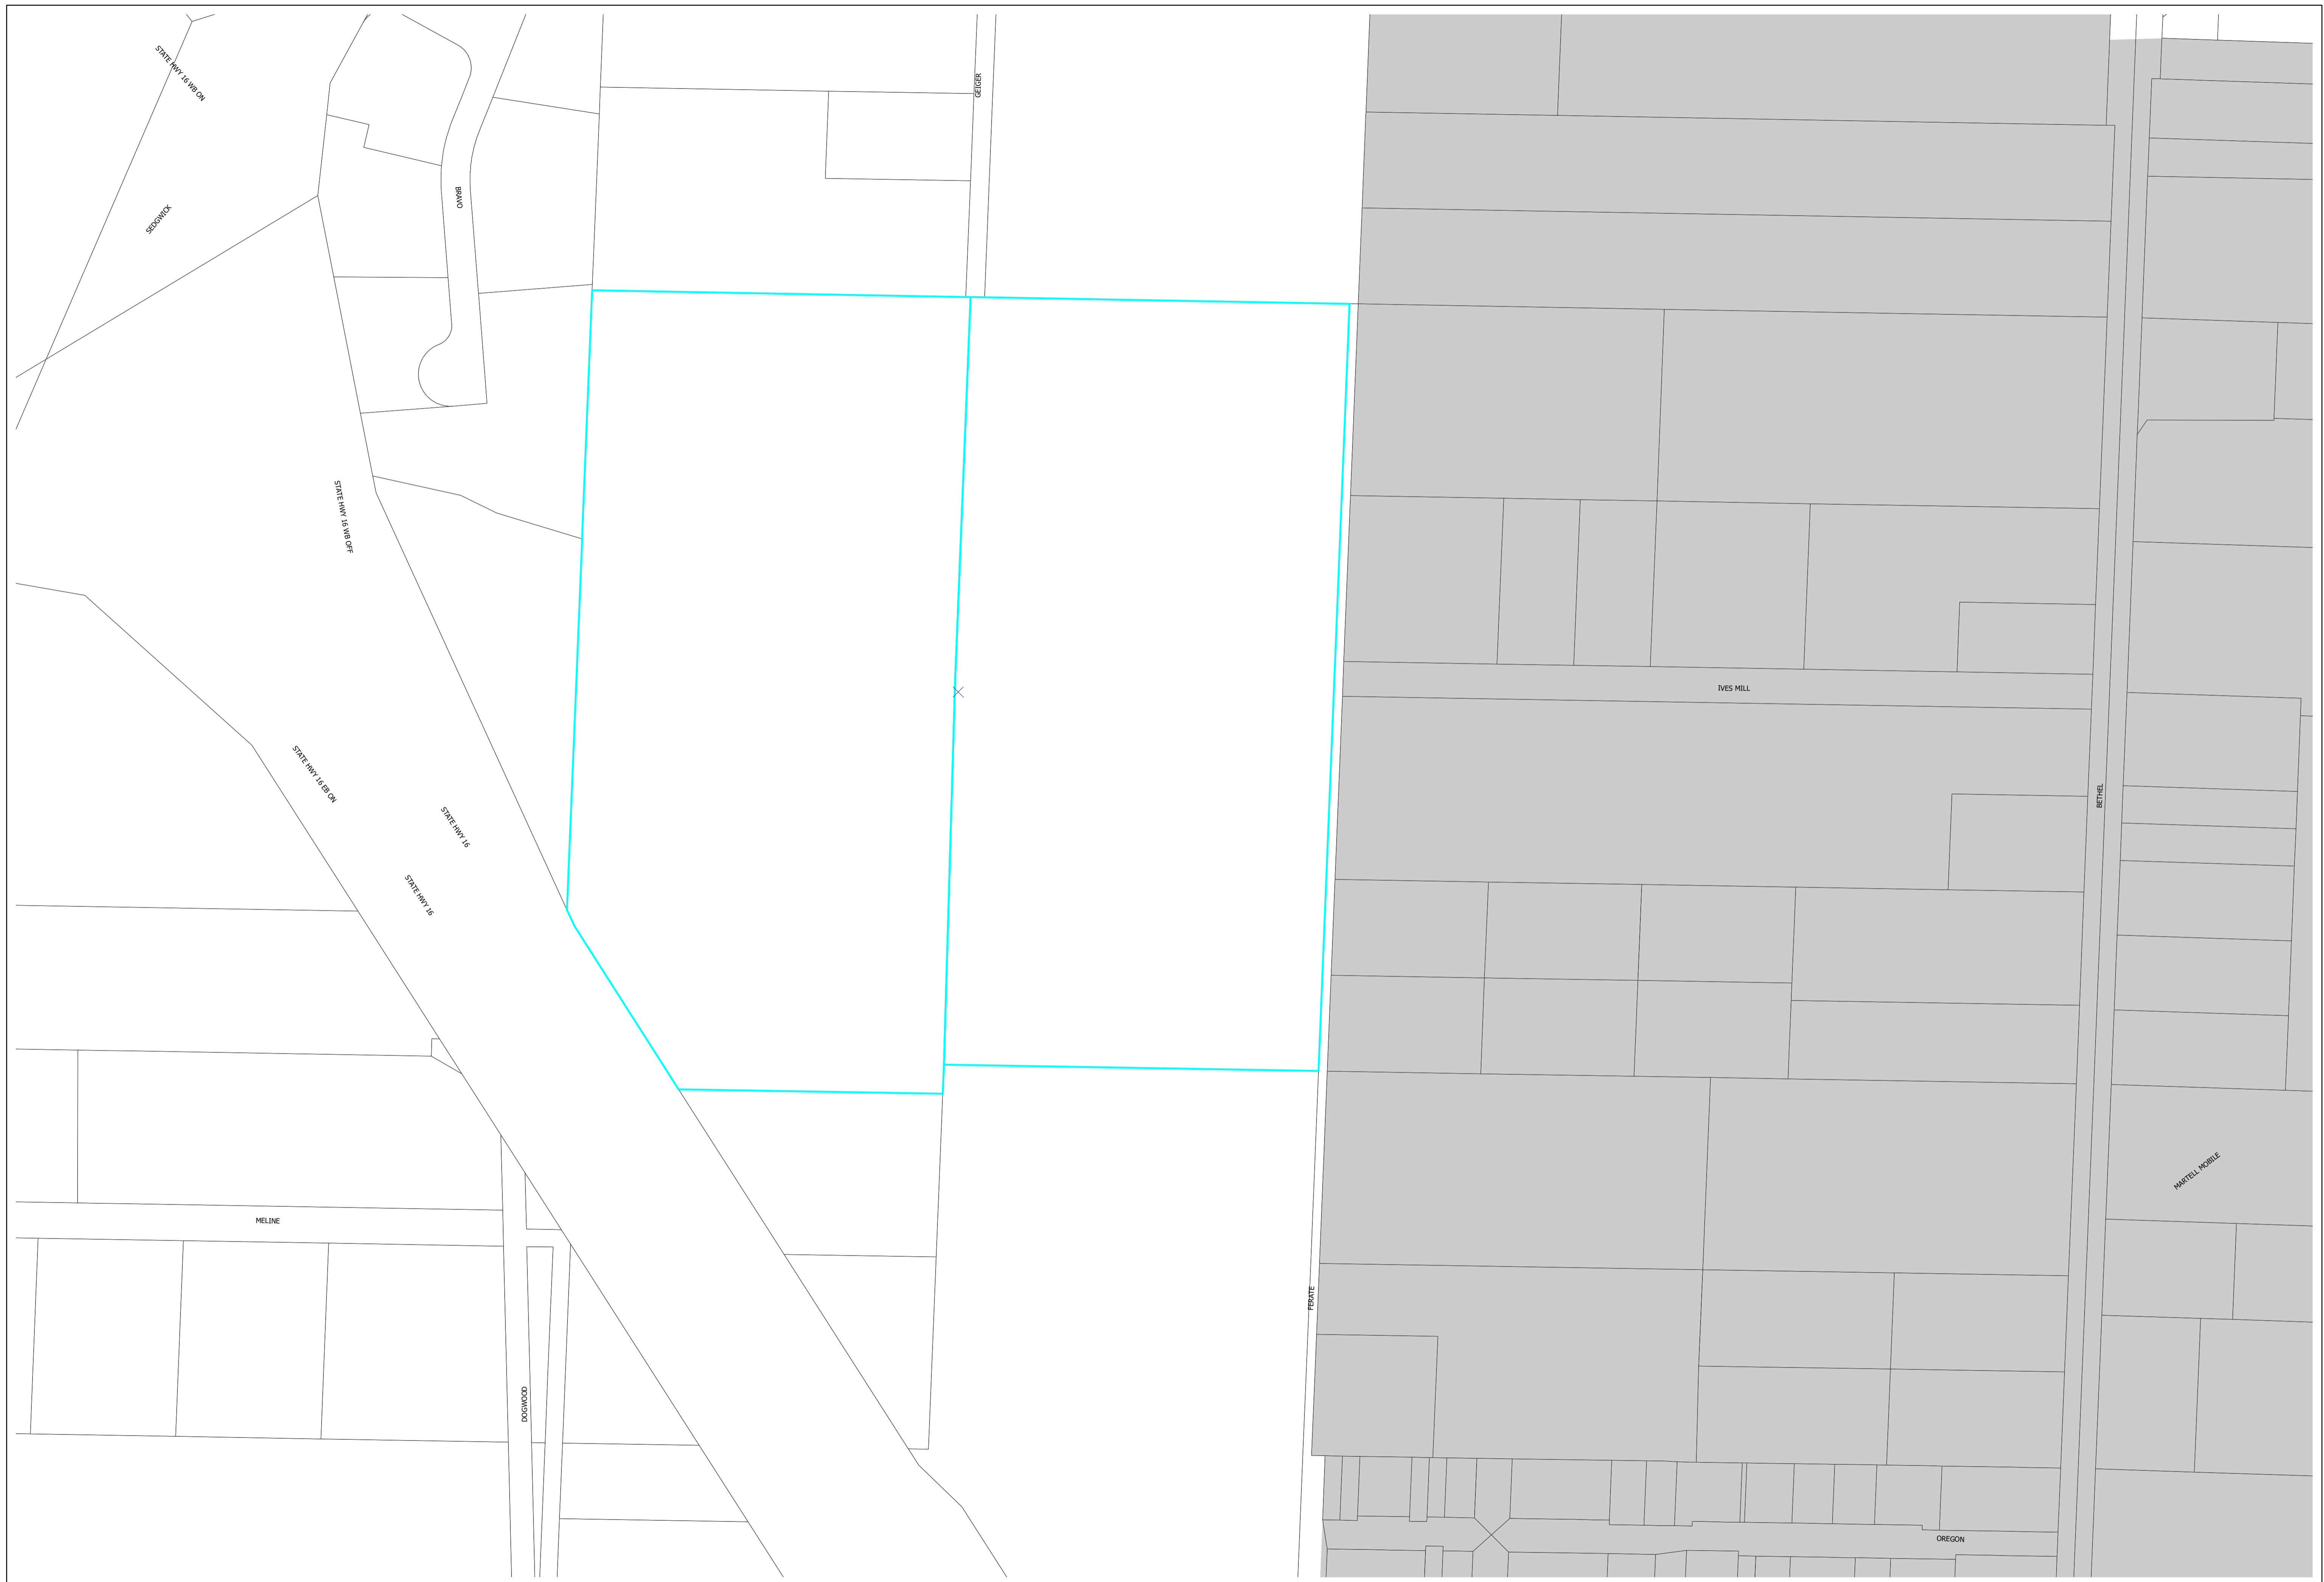 STATE HWY 16 WB ON
GEIGER
BRAVO
SEDGWICK
STATE HWY 16 WB OFF
IVES MILL
STATE HWY 16 EB ON
STATE HWY 16
BETHEL
STATE HWY 16
MARTELL MOBILE
MELINE
FERATE
DOGWOOD
OREGON